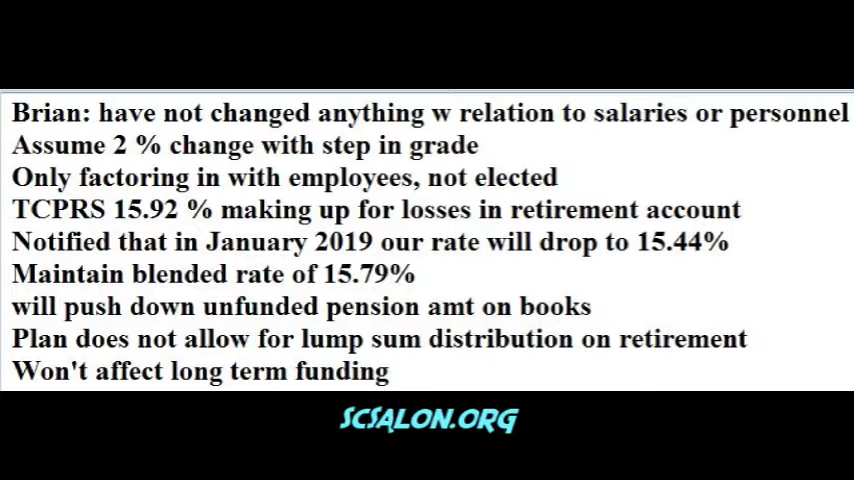 Brian: have not changed anything w relation to salaries or personnel
Assume 2 % change with step in grade
Only factoring in with employees, not elected
TCPRS 15.92 % making up for losses in retirement account
Notified that in January 2019 our rate will drop to 15.44%
Maintain blended rate of 15.79%
will push down unfunded pension amt on books
Plan does not allow for lump sum distribution on retirement
Won't affect long term funding
SCSALON.ORG